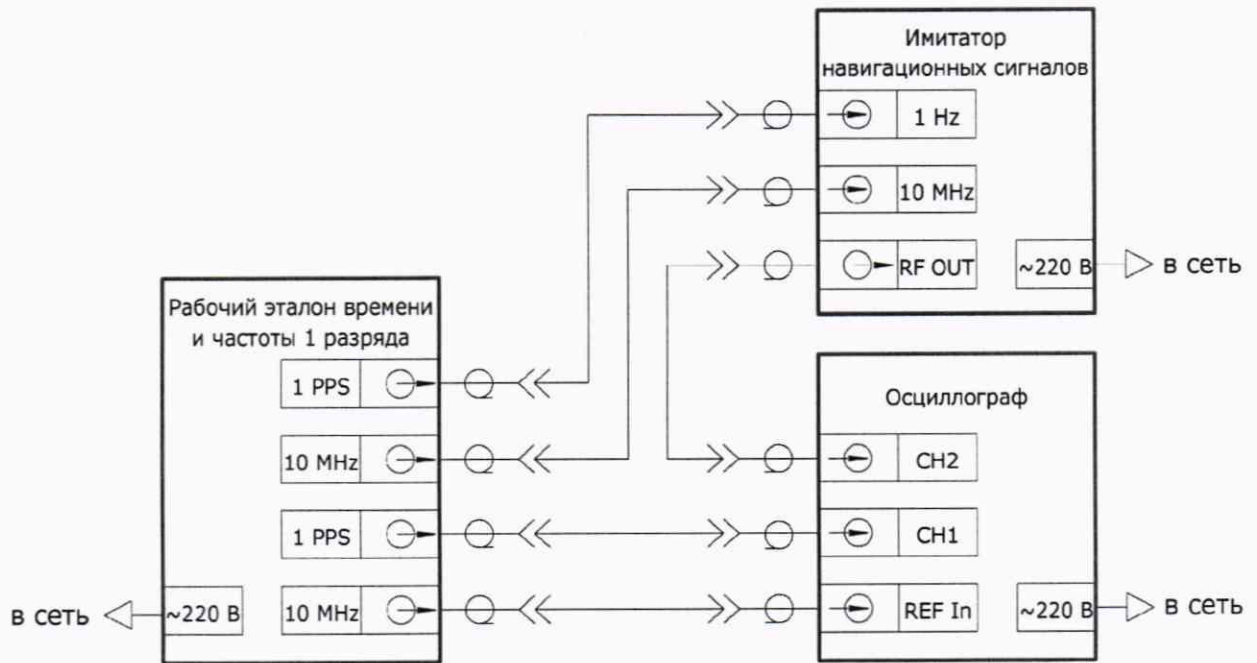 Имитатор
навигационных сигналов
1 Hz
10 MHz
RF OUT
~220 В
в сеть
Рабочий эталон времени
и частоты 1 разряда
1 PPS
10 MHz
1 PPS
10 MHz
~220 В
в сеть
Осциллограф
CH2
CH1
REF In
~220 В
в сеть